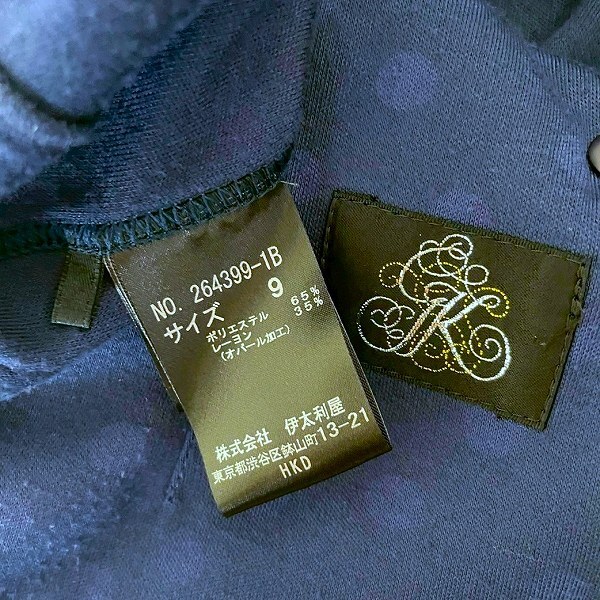 NO. 264399-1B
サイズ 9
ポリエステル 65%
レーヨン 35%
(オパール加工)
株式会社 伊太利屋
東京都渋谷区鉢山町13-21
HKD